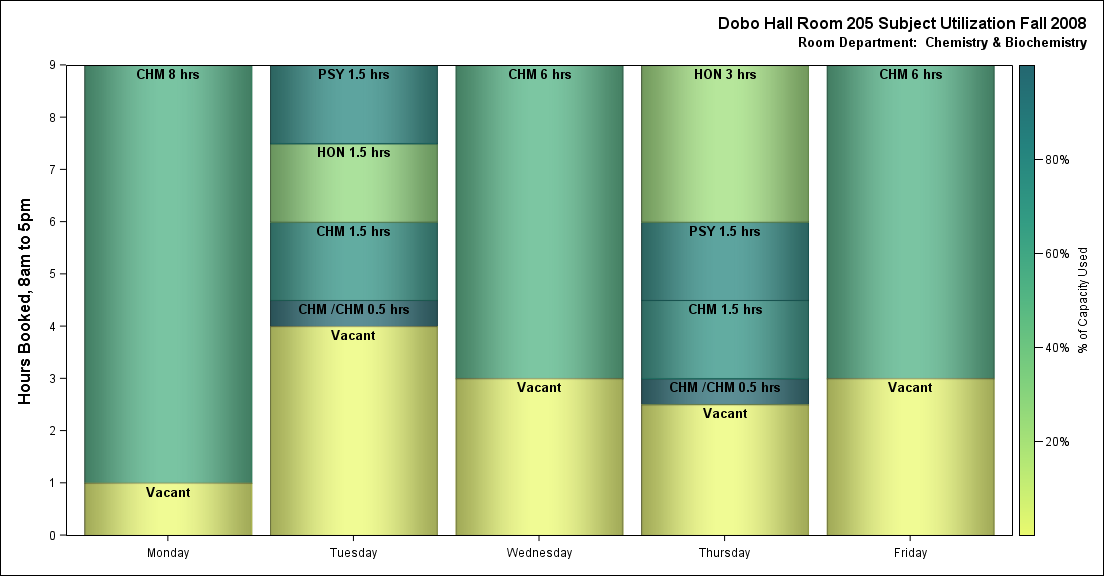 Dobo Hall Room 205 Subject Utilization Fall 2008
Room Department:  Chemistry & Biochemistry
Hours Booked, 8am to 5pm
9
8
7
6
5
4
3
2
1
0
CHM 8 hrs
Vacant
PSY 1.5 hrs
HON 1.5 hrs
CHM 1.5 hrs
CHM /CHM 0.5 hrs
Vacant
CHM 6 hrs
Vacant
HON 3 hrs
PSY 1.5 hrs
CHM 1.5 hrs
CHM /CHM 0.5 hrs
Vacant
CHM 6 hrs
Vacant
Monday
Tuesday
Wednesday
Thursday
Friday
80%
60%
40%
20%
% of Capacity Used